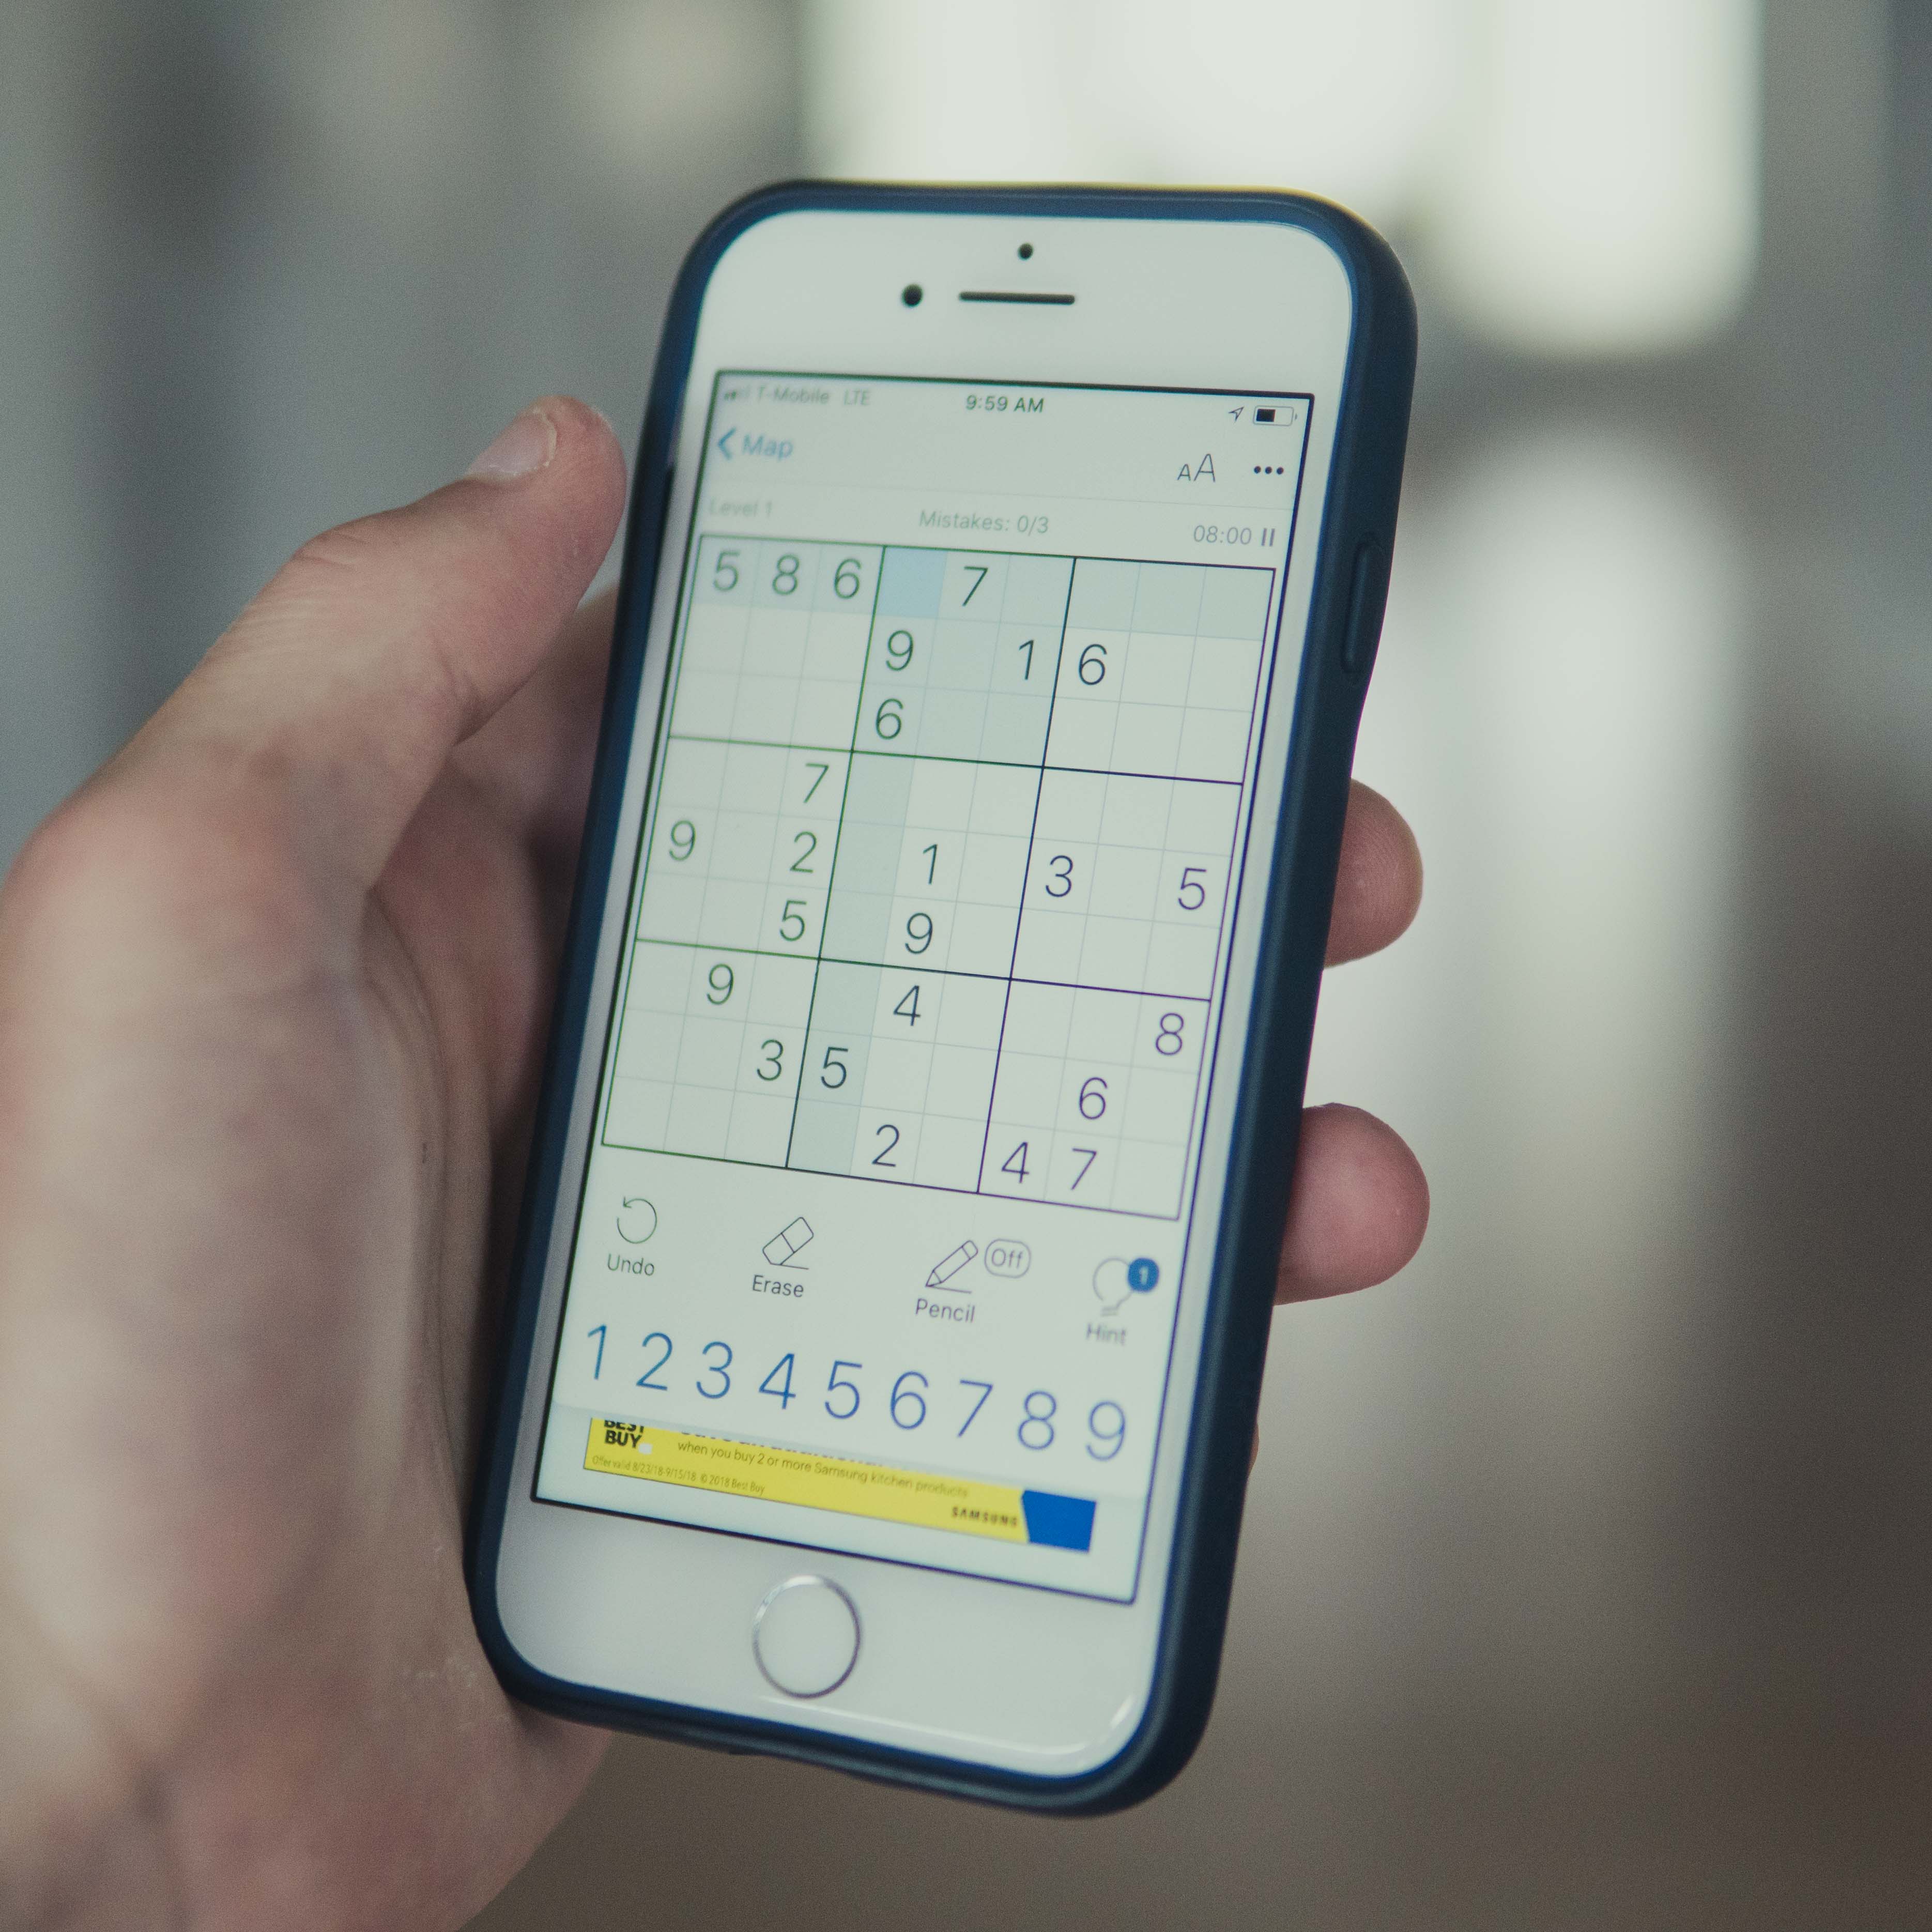 T-Mobile LTE 9:59 AM
Map AA •••
Level 1 Mistakes: 0/3 08:00
5 8 6 7
9 1 6
6
7
9 2 1 3 5
5 9
9 4 8
3 5 6
2 4 7
Undo Erase Pencil Off Hint 1
1 2 3 4 5 6 7 8 9
BEST
BUY
when you buy 2 or more Samsung kitchen products
Offer valid 8/23/18-9/15/18. © 2018 Best Buy
SAMSUNG